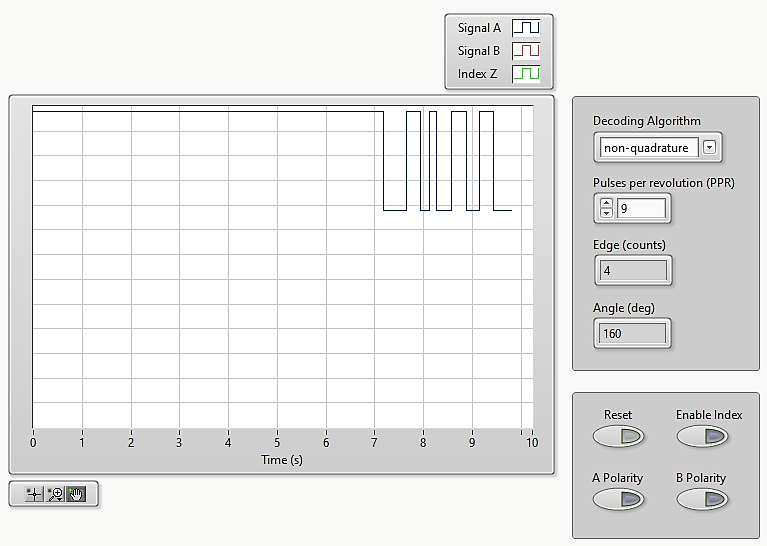 Signal A
Signal B
Index Z
0 1 2 3 4 5 6 7 8 9 10
Time (s)
Decoding Algorithm
non-quadrature
Pulses per revolution (PPR)
9
Edge (counts)
4
Angle (deg)
160
Reset Enable Index
A Polarity B Polarity